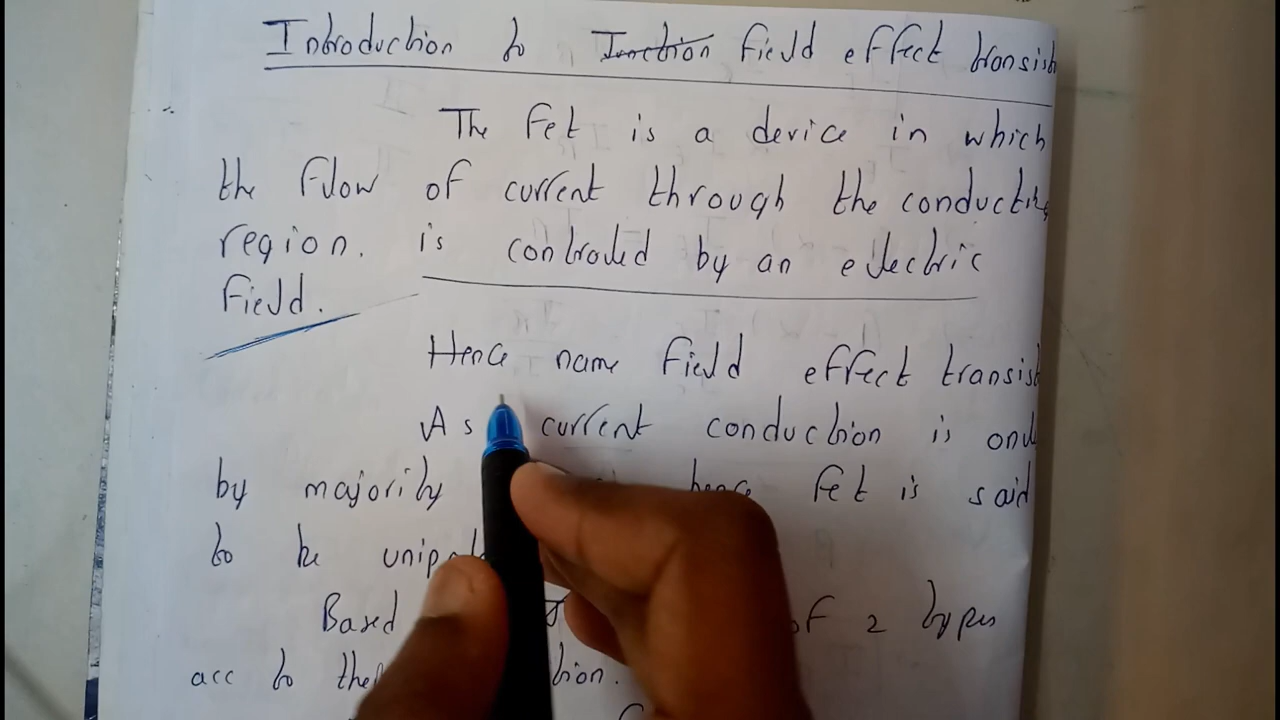 Introduction to Junction Field effect transist
The Fet is a device in which
the flow of current through the conducting
region. is controlled by an electric
Field.
Hence name Field effect transist
As current conduction is only
by majority hence Fet is said
to be unipola
Based of 2 types
acc to the tion.